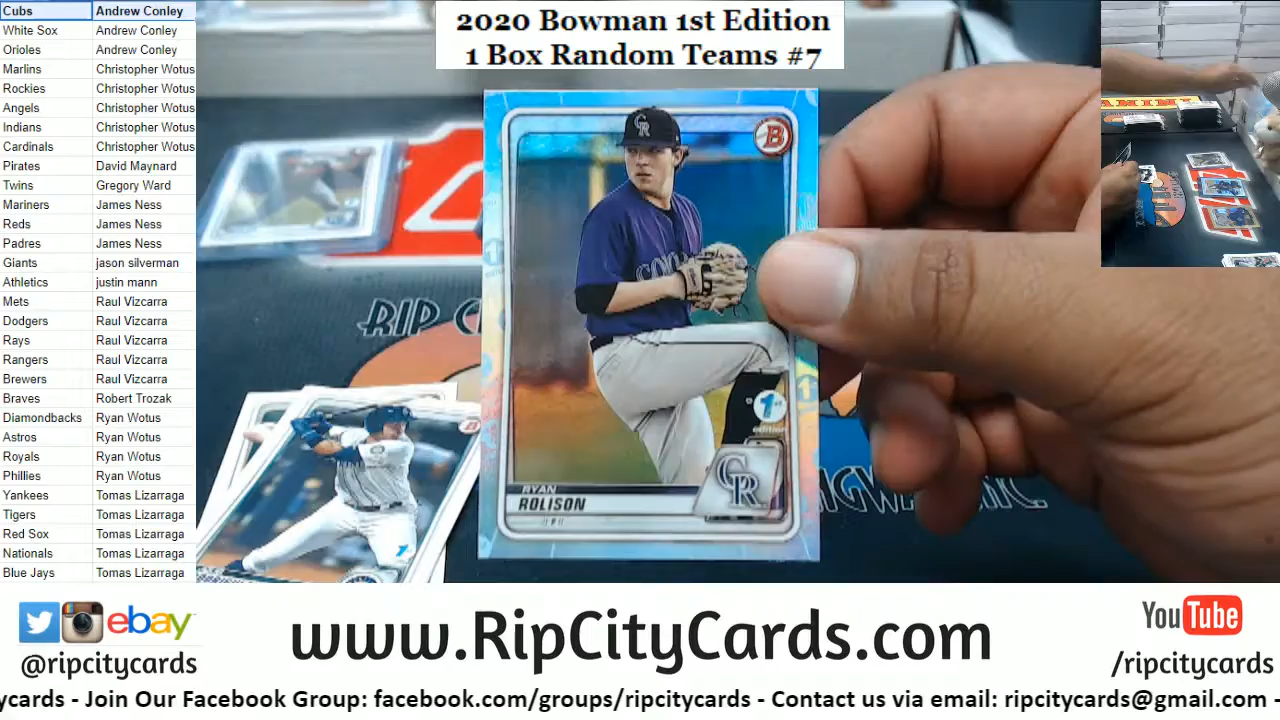 Cubs Andrew Conley
White Sox Andrew Conley
Orioles Andrew Conley
Marlins Christopher Wotus
Rockies Christopher Wotus
Angels Christopher Wotus
Indians Christopher Wotus
Cardinals Christopher Wotus
Pirates David Maynard
Twins Gregory Ward
Mariners James Ness
Reds James Ness
Padres James Ness
Giants jason silverman
Athletics justin mann
Mets Raul Vizcarra
Dodgers Raul Vizcarra
Rays Raul Vizcarra
Rangers Raul Vizcarra
Brewers Raul Vizcarra
Braves Robert Trozak
Diamondbacks Ryan Wotus
Astros Ryan Wotus
Royals Ryan Wotus
Phillies Ryan Wotus
Yankees Tomas Lizarraga
Tigers Tomas Lizarraga
Red Sox Tomas Lizarraga
Nationals Tomas Lizarraga
Blue Jays Tomas Lizarraga
2020 Bowman 1st Edition
1 Box Random Teams #7
PANINI
CR
B
RIP C
1st
edition
CR
RYAN
ROLISON
ebay
@ripcitycards
www.RipCityCards.com
YouTube
/ripcitycards
ycards - Join Our Facebook Group: facebook.com/groups/ripcitycards - Contact us via email: ripcitycards@gmail.com -